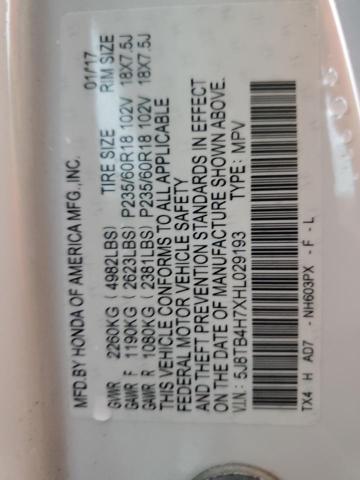 MFD.BY HONDA OF AMERICA MFG.,INC. 01/17
GVWR 2260KG (4982LBS) TIRE SIZE RIM SIZE
GAWR F 1190KG (2623LBS) P235/60R18 102V 18X7.5J
GAWR R 1080KG (2381LBS) P235/60R18 102V 18X7.5J
THIS VEHICLE CONFORMS TO ALL APPLICABLE
FEDERAL MOTOR VEHICLE SAFETY
AND THEFT PREVENTION STANDARDS IN EFFECT
ON THE DATE OF MANUFACTURE SHOWN ABOVE.
V.I.N.: 5J8TB4H7XHL029193 TYPE: MPV
TX4 H AD7 - NH603PX - F - L